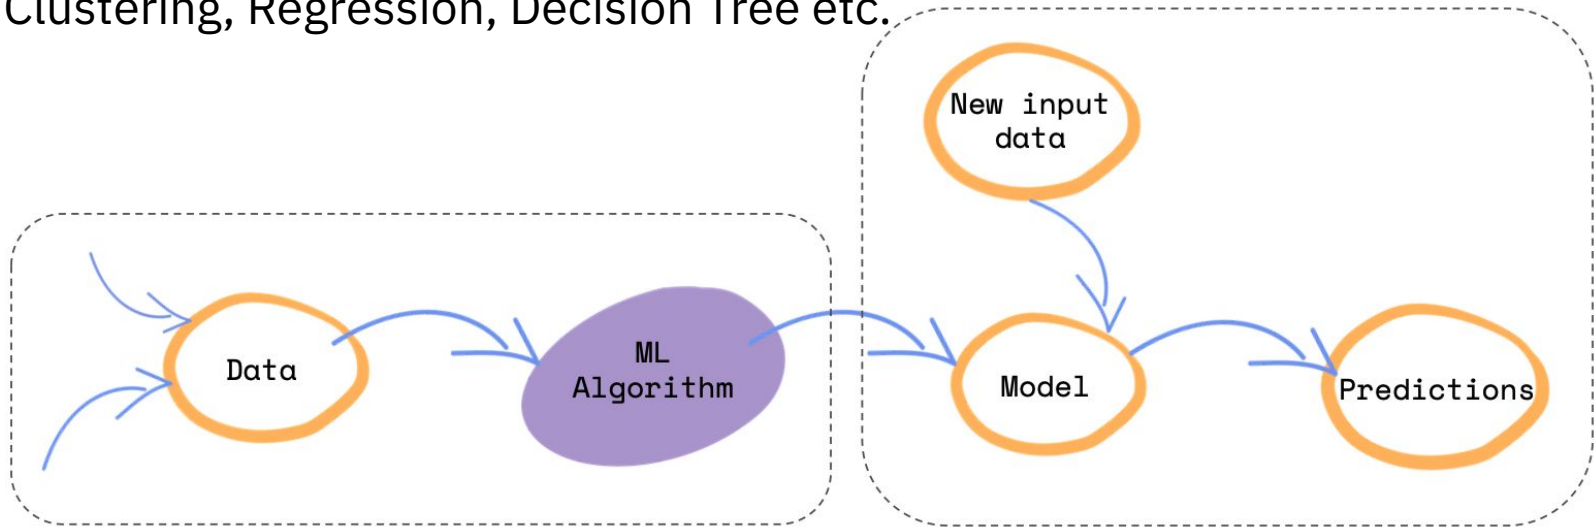 Clustering, Regression, Decision Tree etc.
New input
data
Data
ML
Algorithm
Model
Predictions